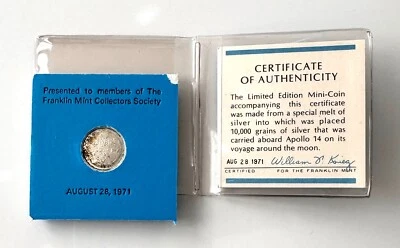 Presented to members of The
Franklin Mint Collectors Society
AUGUST 28, 1971
CERTIFICATE
OF AUTHENTICITY
The Limited Edition Mini-Coin
accompanying this certificate
was made from a special melt of
silver into which was placed
10,000 grains of silver that was
carried aboard Apollo 14 on its
voyage around the moon.
AUG 28 1971
CERTIFIED FOR THE FRANKLIN MINT